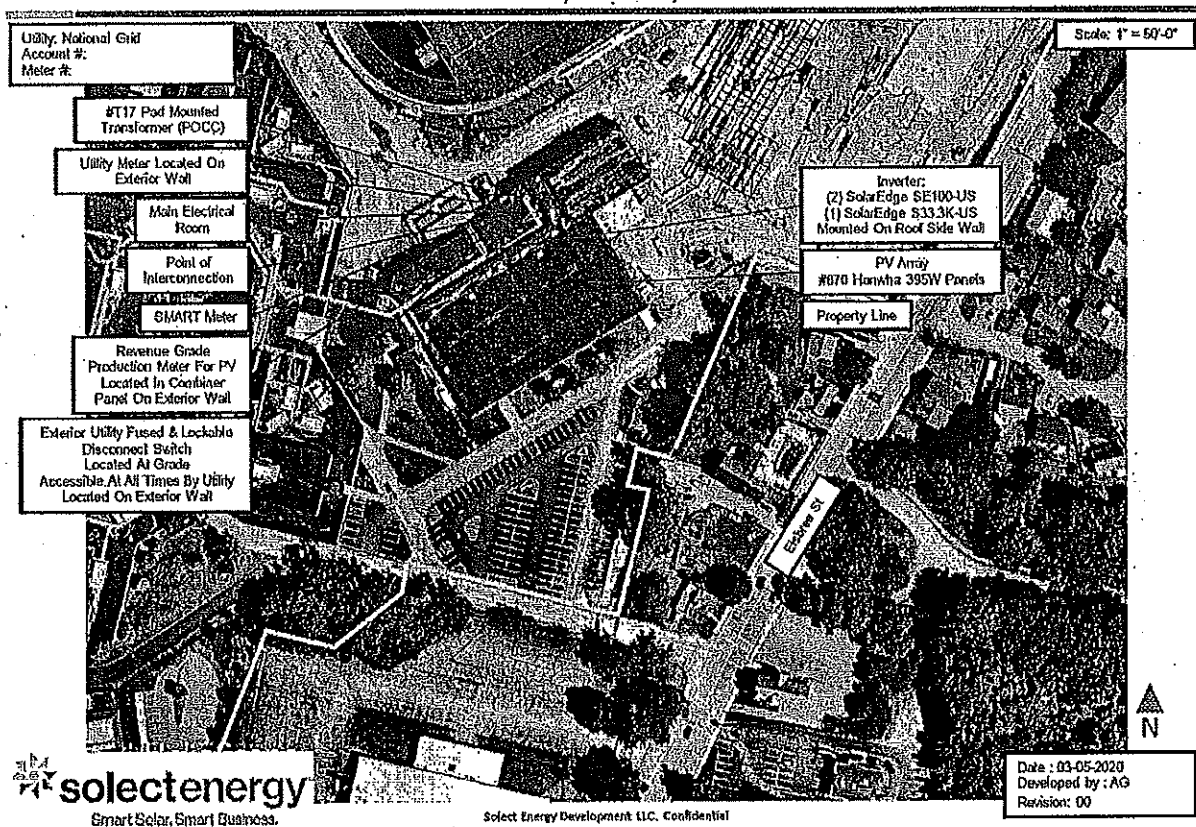 Utility: National Grid
Account #:
Meter #:
Scale: 1" = 50'-0"
#T17 Pad Mounted
Transformer (POCC)
Utility Meter Located On
Exterior Wall
Main Electrical
Room
Point of
Interconnection
SMART Meter
Revenue Grade
Production Meter For PV
Located In Combiner
Panel On Exterior Wall
Exterior Utility Fused & Lockable
Disconnect Switch
Located At Grade
Accessible At All Times By Utility
Located On Exterior Wall
Inverter:
(2) SolarEdge SE100-US
(1) SolarEdge S33.3K-US
Mounted On Roof Side Wall
PV Array
#870 Hanwha 395W Panels
Property Line
St
N
solectenergy
Smart Solar. Smart Business.
Solect Energy Development LLC. Confidential
Date : 03-05-2020
Developed by : AG
Revision: 00